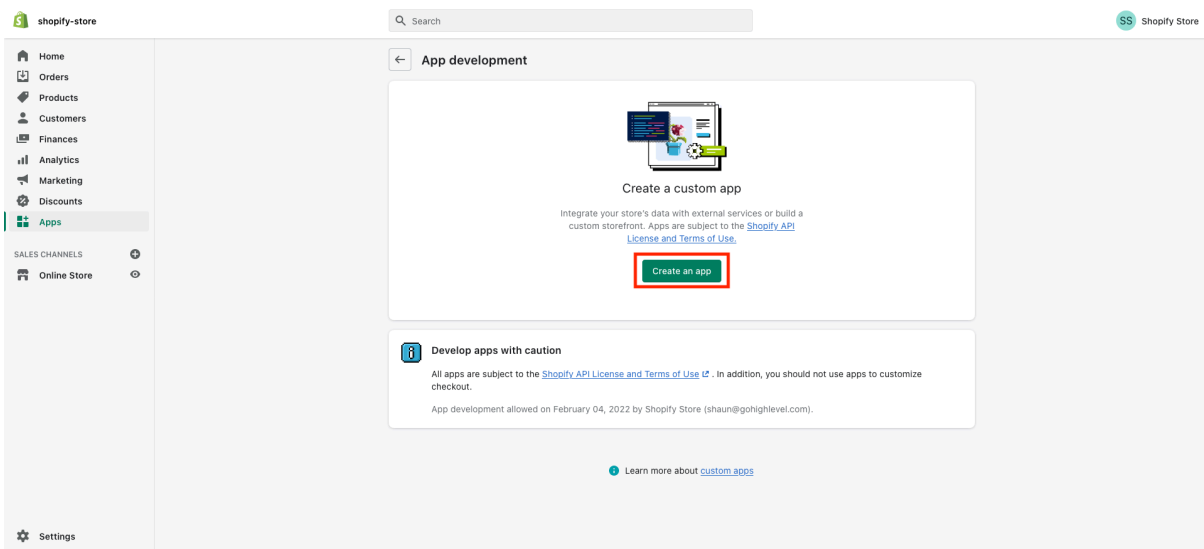 shopify-store
Search
SS Shopify Store
Home
Orders
Products
Customers
Finances
Analytics
Marketing
Discounts
Apps
SALES CHANNELS
Online Store
Settings
App development
Create a custom app
Integrate your store's data with external services or build a
custom storefront. Apps are subject to the Shopify API
License and Terms of Use.
Create an app
Develop apps with caution
All apps are subject to the Shopify API License and Terms of Use . In addition, you should not use apps to customize
checkout.
App development allowed on February 04, 2022 by Shopify Store (shaun@gohighlevel.com).
Learn more about custom apps